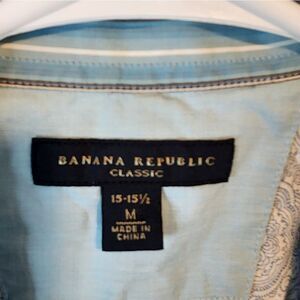 BANANA REPUBLIC
CLASSIC
15-15½
M
MADE IN
CHINA